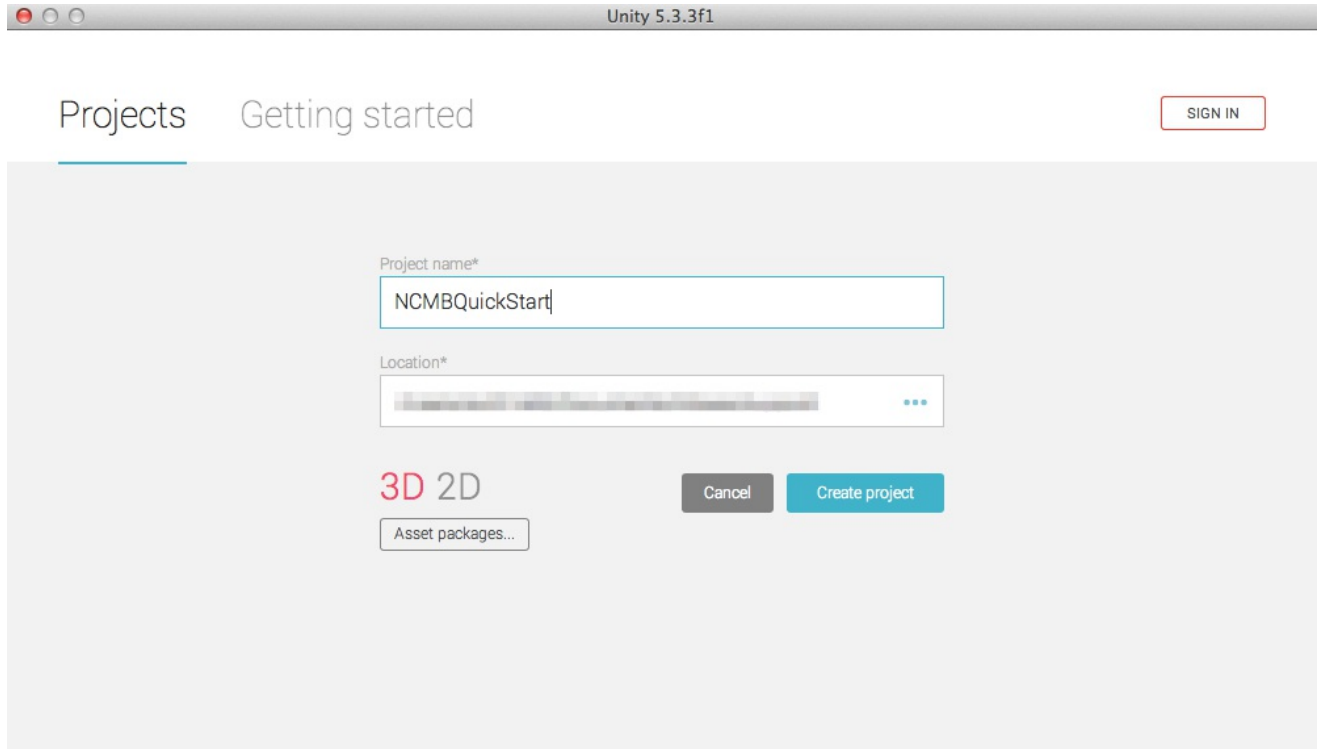 Unity 5.3.3f1
Projects Getting started SIGN IN
Project name*
NCMBQuickStart
Location*
3D 2D Cancel Create project
Asset packages...